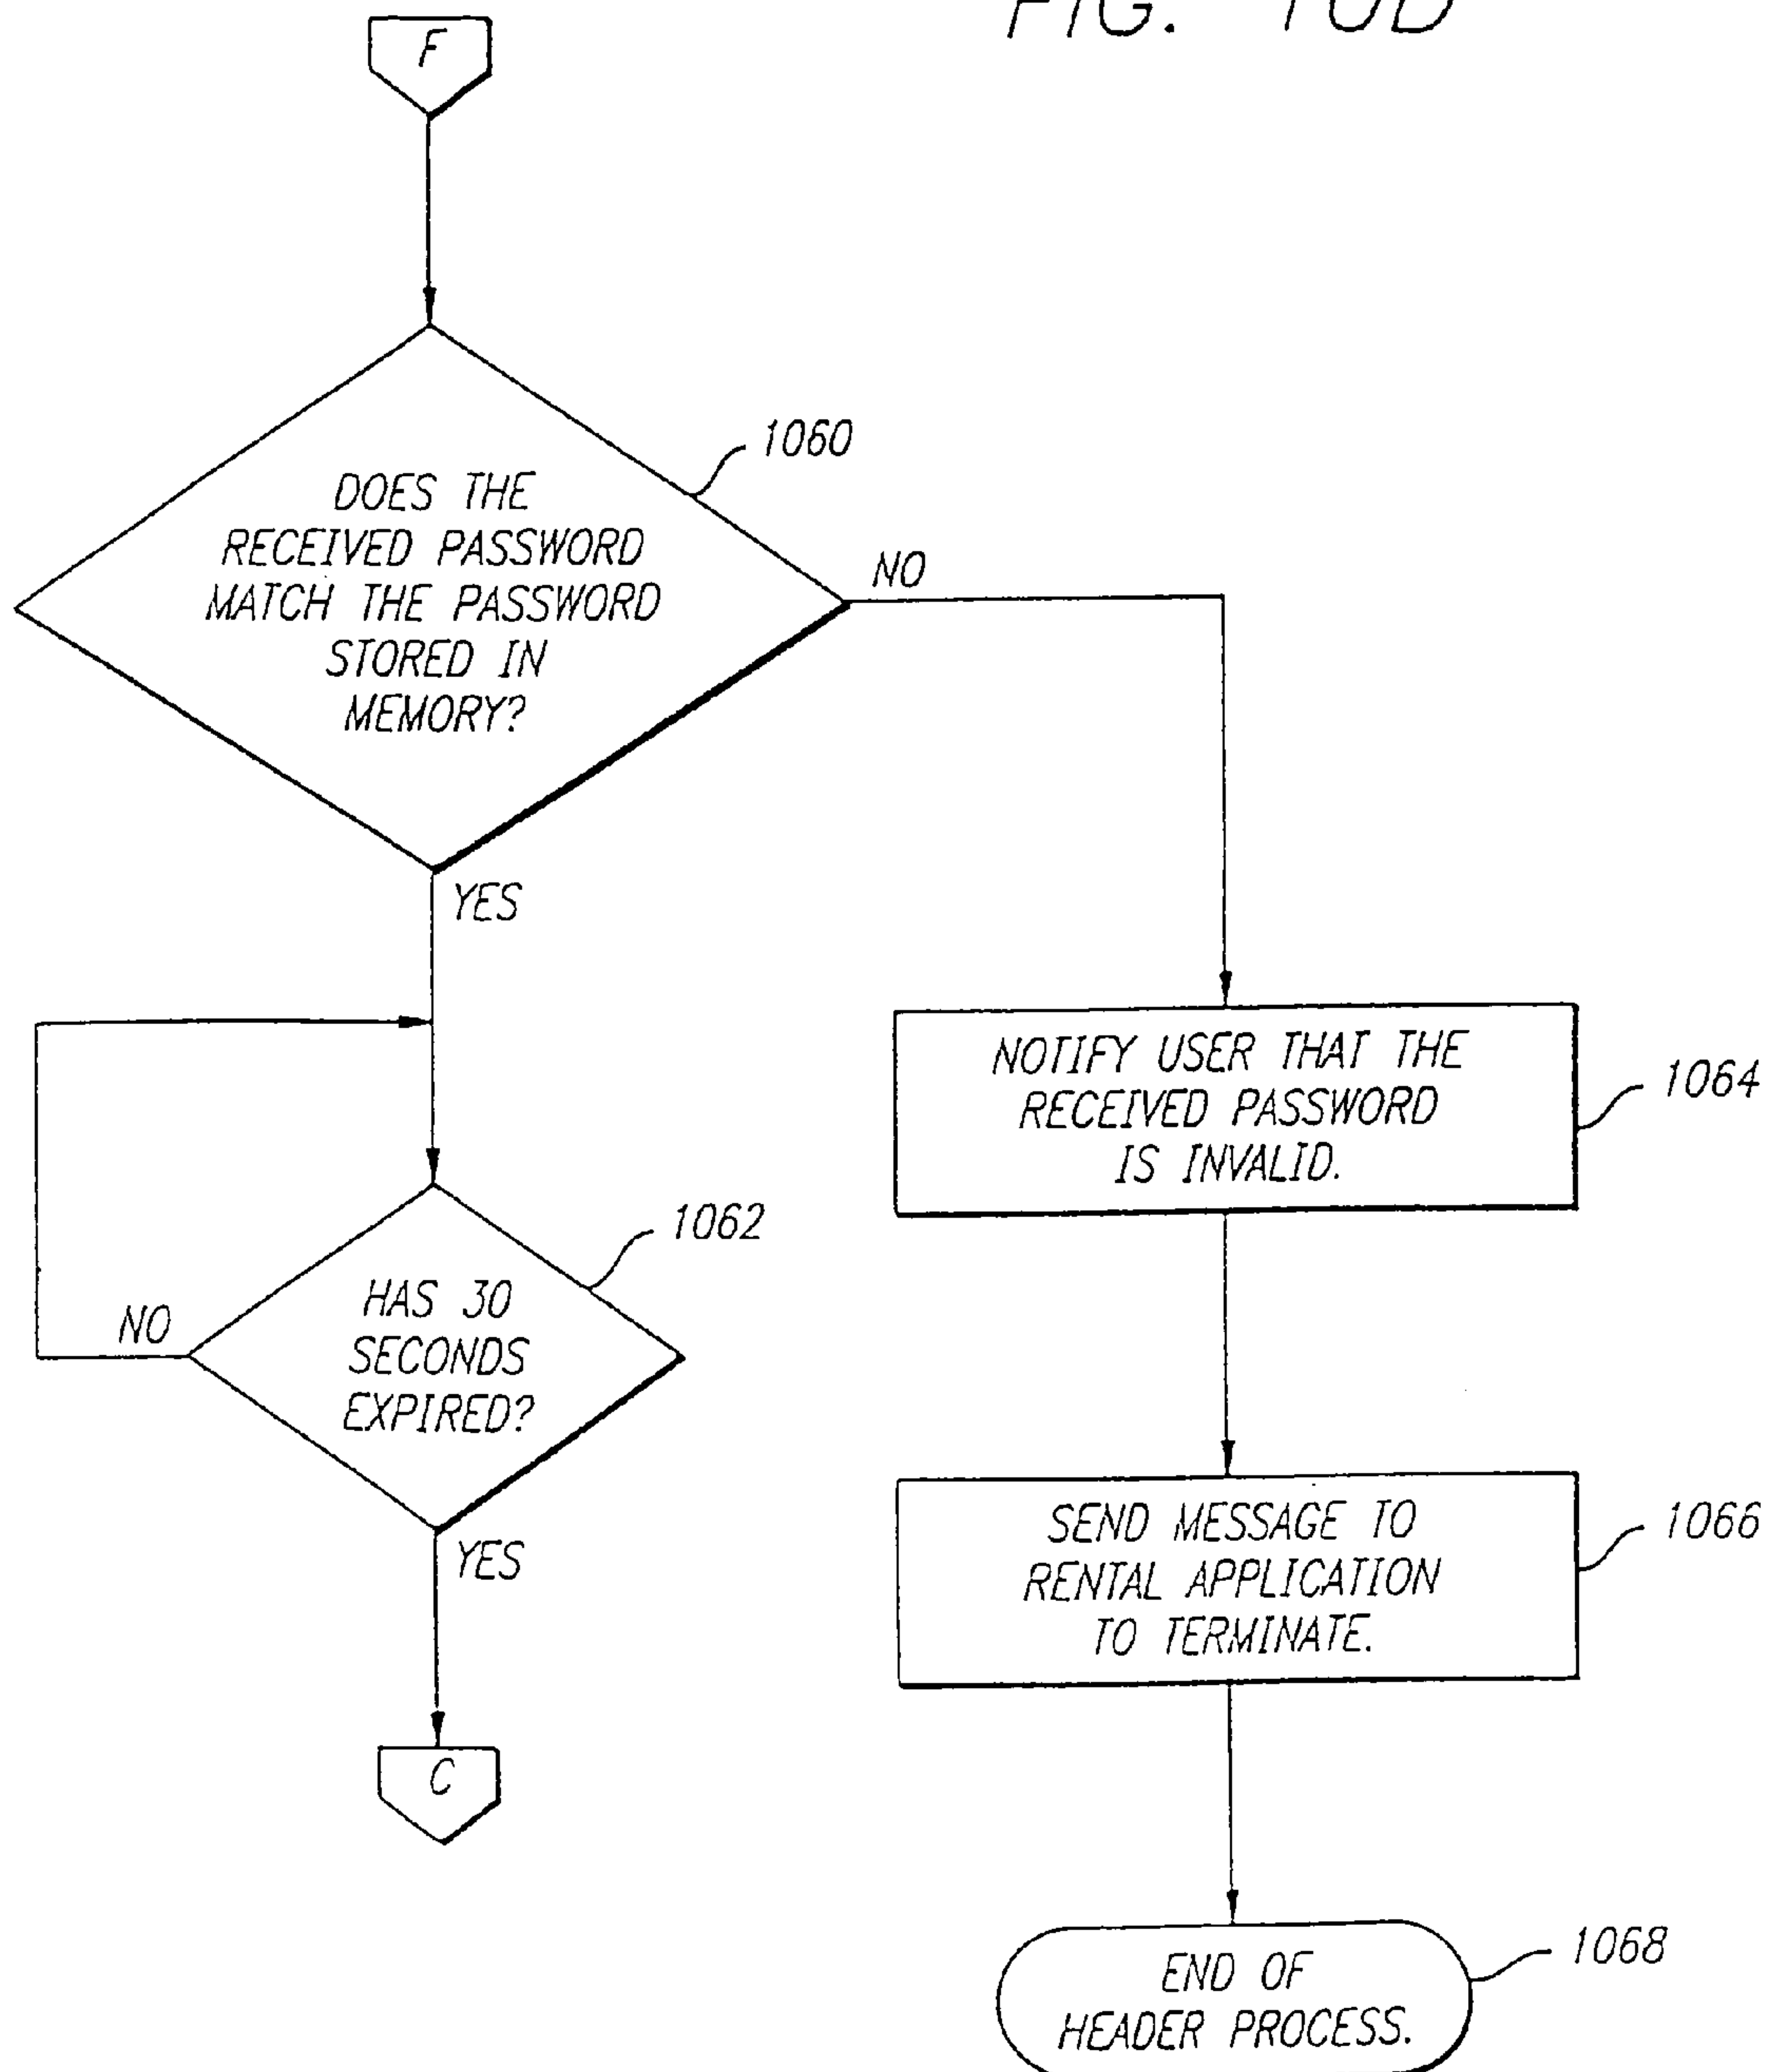 FIG. 10D
F
1060
DOES THE
RECEIVED PASSWORD
MATCH THE PASSWORD
STORED IN
MEMORY?
NO
YES
NOTIFY USER THAT THE
RECEIVED PASSWORD
IS INVALID.
1064
1062
HAS 30
SECONDS
EXPIRED?
NO
YES
SEND MESSAGE TO
RENTAL APPLICATION
TO TERMINATE.
1066
C
END OF
HEADER PROCESS.
1068